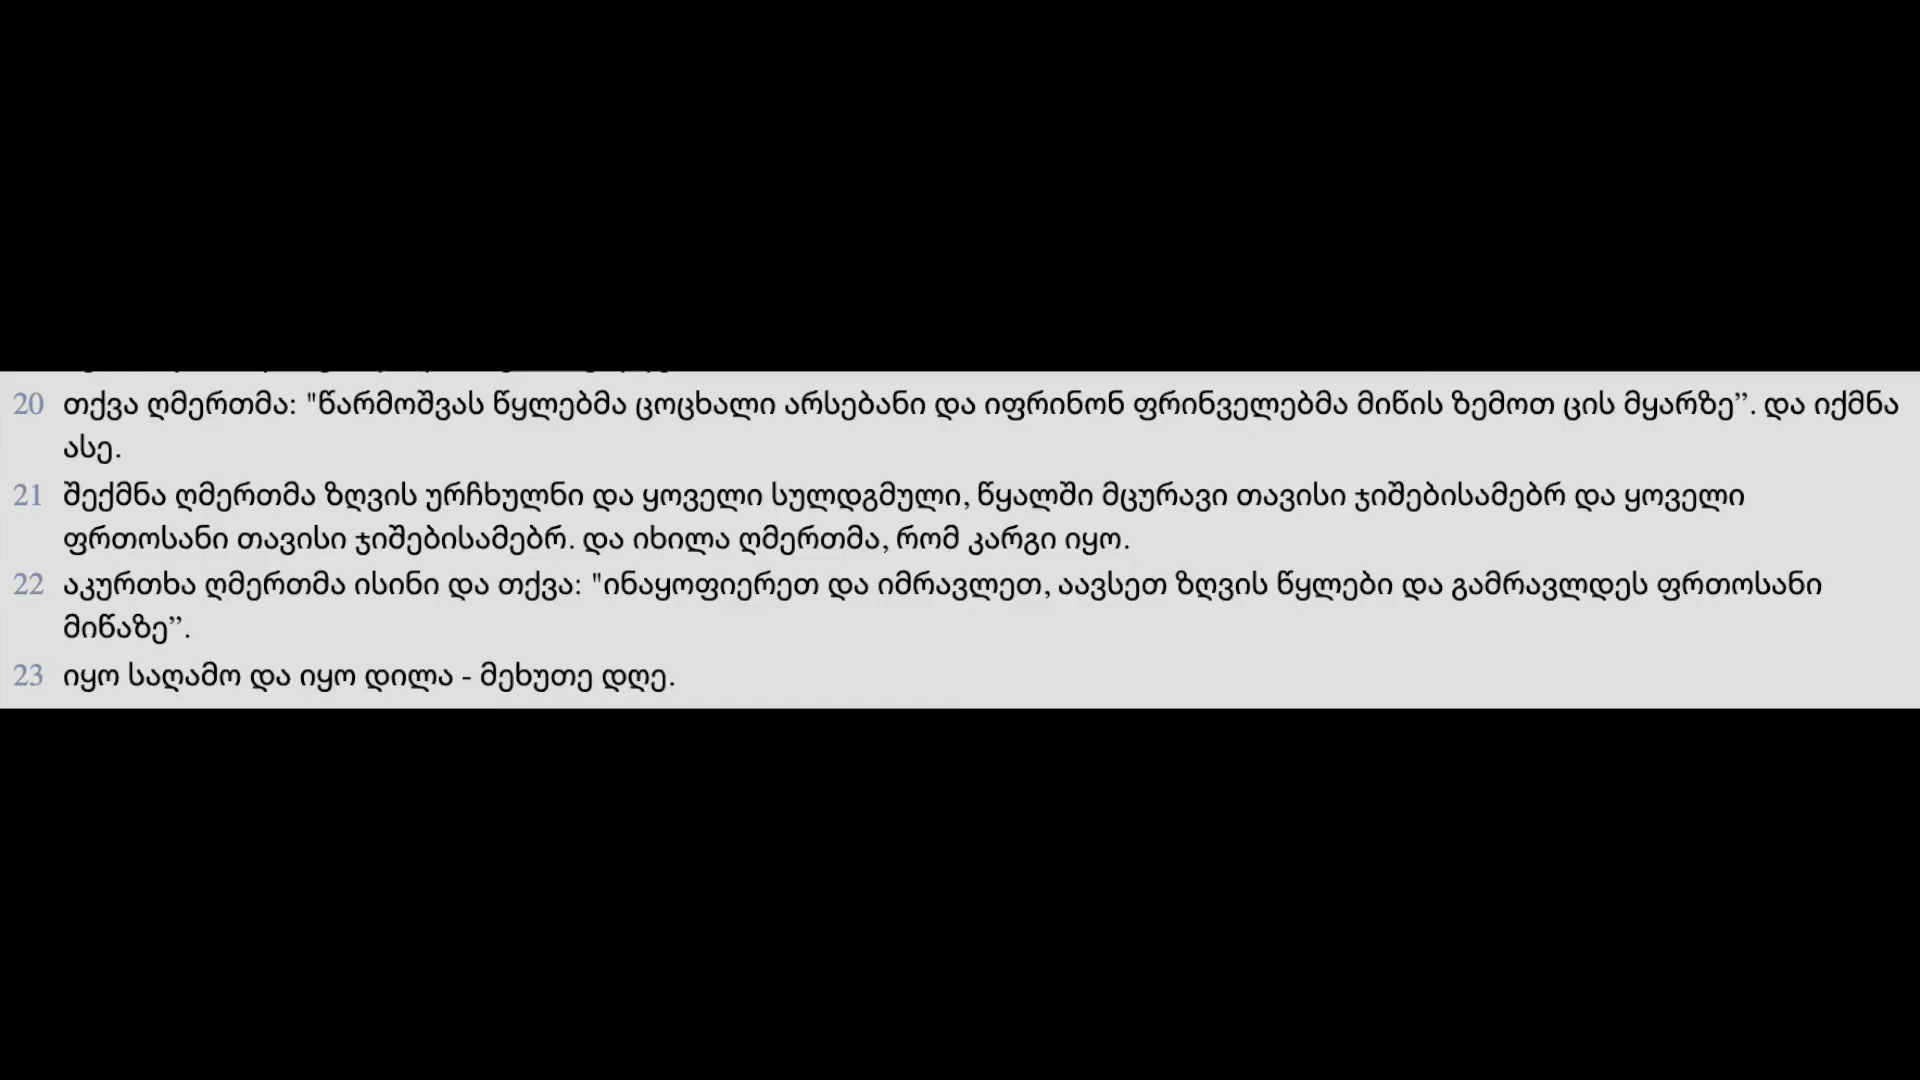 20 თქვა ღმერთმა: "წარმოშვას წყლებმა ცოცხალი არსებანი და იფრინონ ფრინველებმა მიწის ზემოთ ცის მყარზე”. და იქმნა
ასე.
21 შექმნა ღმერთმა ზღვის ურჩხულნი და ყოველი სულდგმული, წყალში მცურავი თავისი ჯიშებისამებრ და ყოველი
ფრთოსანი თავისი ჯიშებისამებრ. და იხილა ღმერთმა, რომ კარგი იყო.
22 აკურთხა ღმერთმა ისინი და თქვა: "ინაყოფიერეთ და იმრავლეთ, აავსეთ ზღვის წყლები და გამრავლდეს ფრთოსანი
მიწაზე”.
23 იყო საღამო და იყო დილა - მეხუთე დღე.